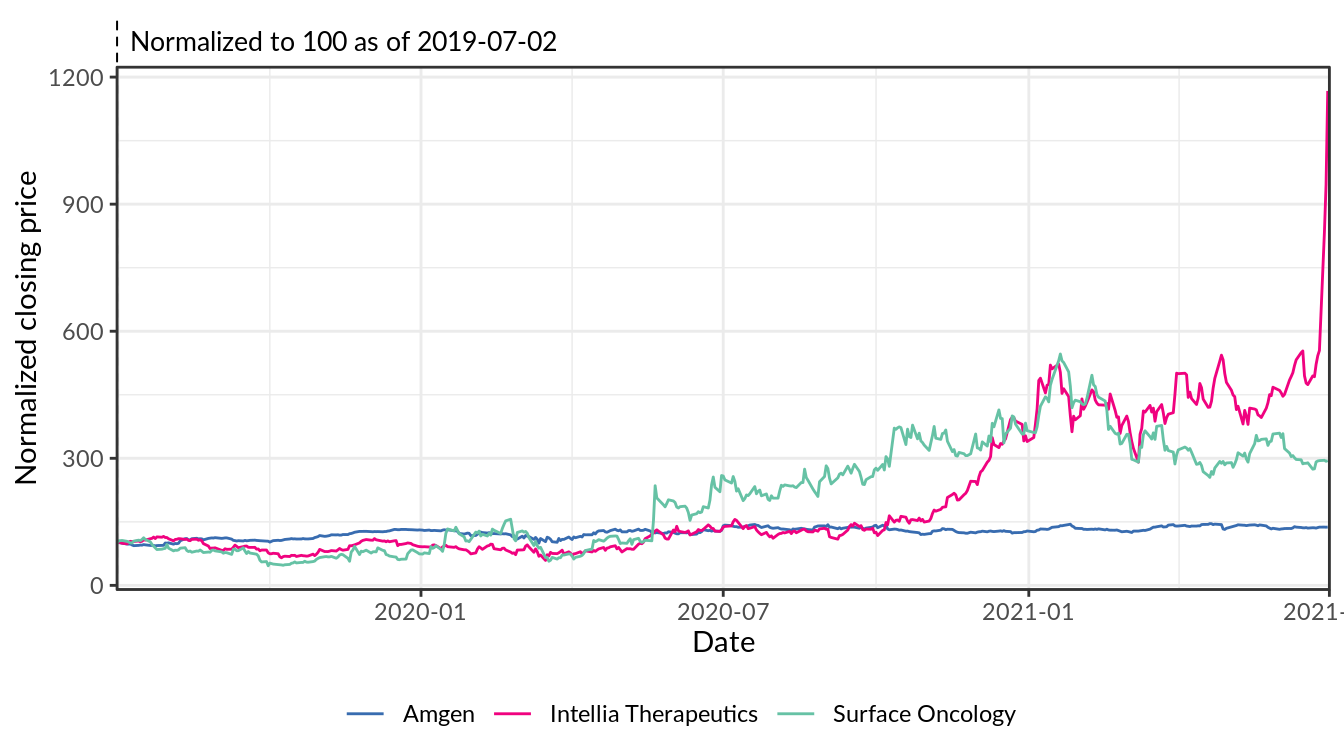 Normalized to 100 as of 2019-07-02
1200
900
600
300
0
Normalized closing price
2020-01
2020-07
2021-01
2021-
Date
Amgen
Intellia Therapeutics
Surface Oncology